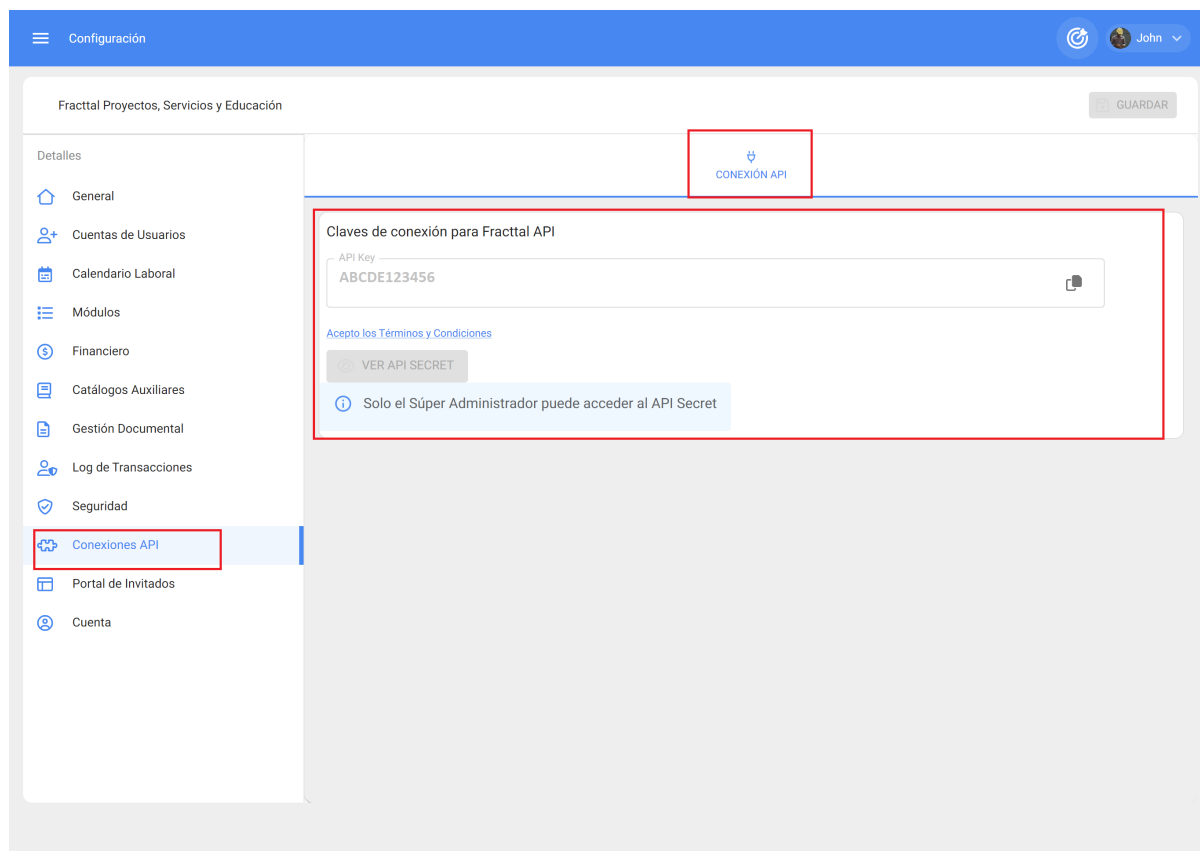 Configuración
John
Fracttal Proyectos, Servicios y Educación
GUARDAR
Detalles
General
Cuentas de Usuarios
Calendario Laboral
Módulos
Financiero
Catálogos Auxiliares
Gestión Documental
Log de Transacciones
Seguridad
Conexiones API
Portal de Invitados
Cuenta
CONEXIÓN API
Claves de conexión para Fracttal API
API Key
ABCDE123456
Acepto los Términos y Condiciones
VER API SECRET
Solo el Súper Administrador puede acceder al API Secret